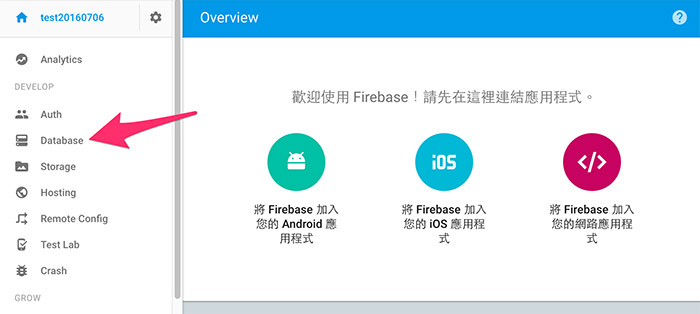 test20160706
Analytics
DEVELOP
Auth
Database
Storage
Hosting
Remote Config
Test Lab
Crash
GROW
Overview
?
歡迎使用 Firebase！請先在這裡連結應用程式。
iOS
</>
將 Firebase 加入
您的 Android 應
用程式
將 Firebase 加入
您的 iOS 應用程
式
將 Firebase 加入
您的網路應用程
式